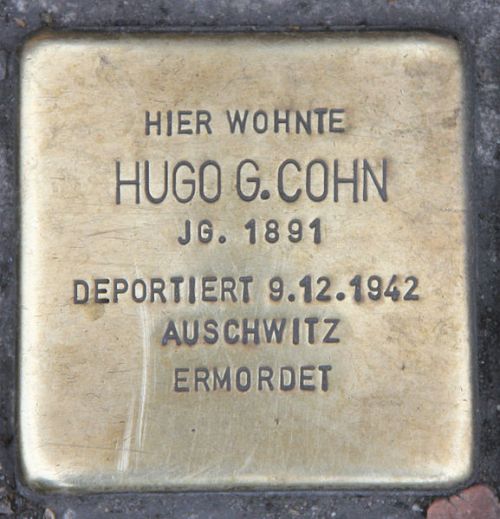 HIER WOHNTE
HUGO G. COHN
JG. 1891
DEPORTIERT 9.12.1942
AUSCHWITZ
ERMORDET